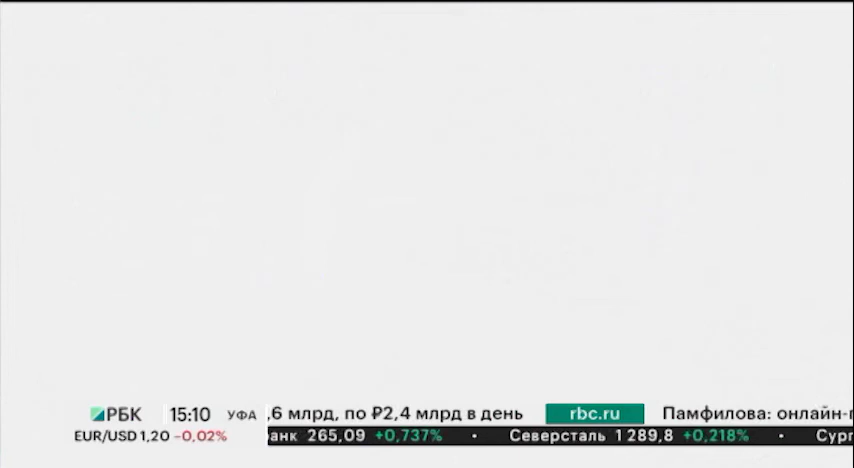 РБК 15:10 УФА ,6 млрд, по ₽2,4 млрд в день rbc.ru Памфилова: онлайн-
EUR/USD 1,20 -0,02% анк 265,09 +0,737% • Северсталь 1 289,8 +0,218% • Сург